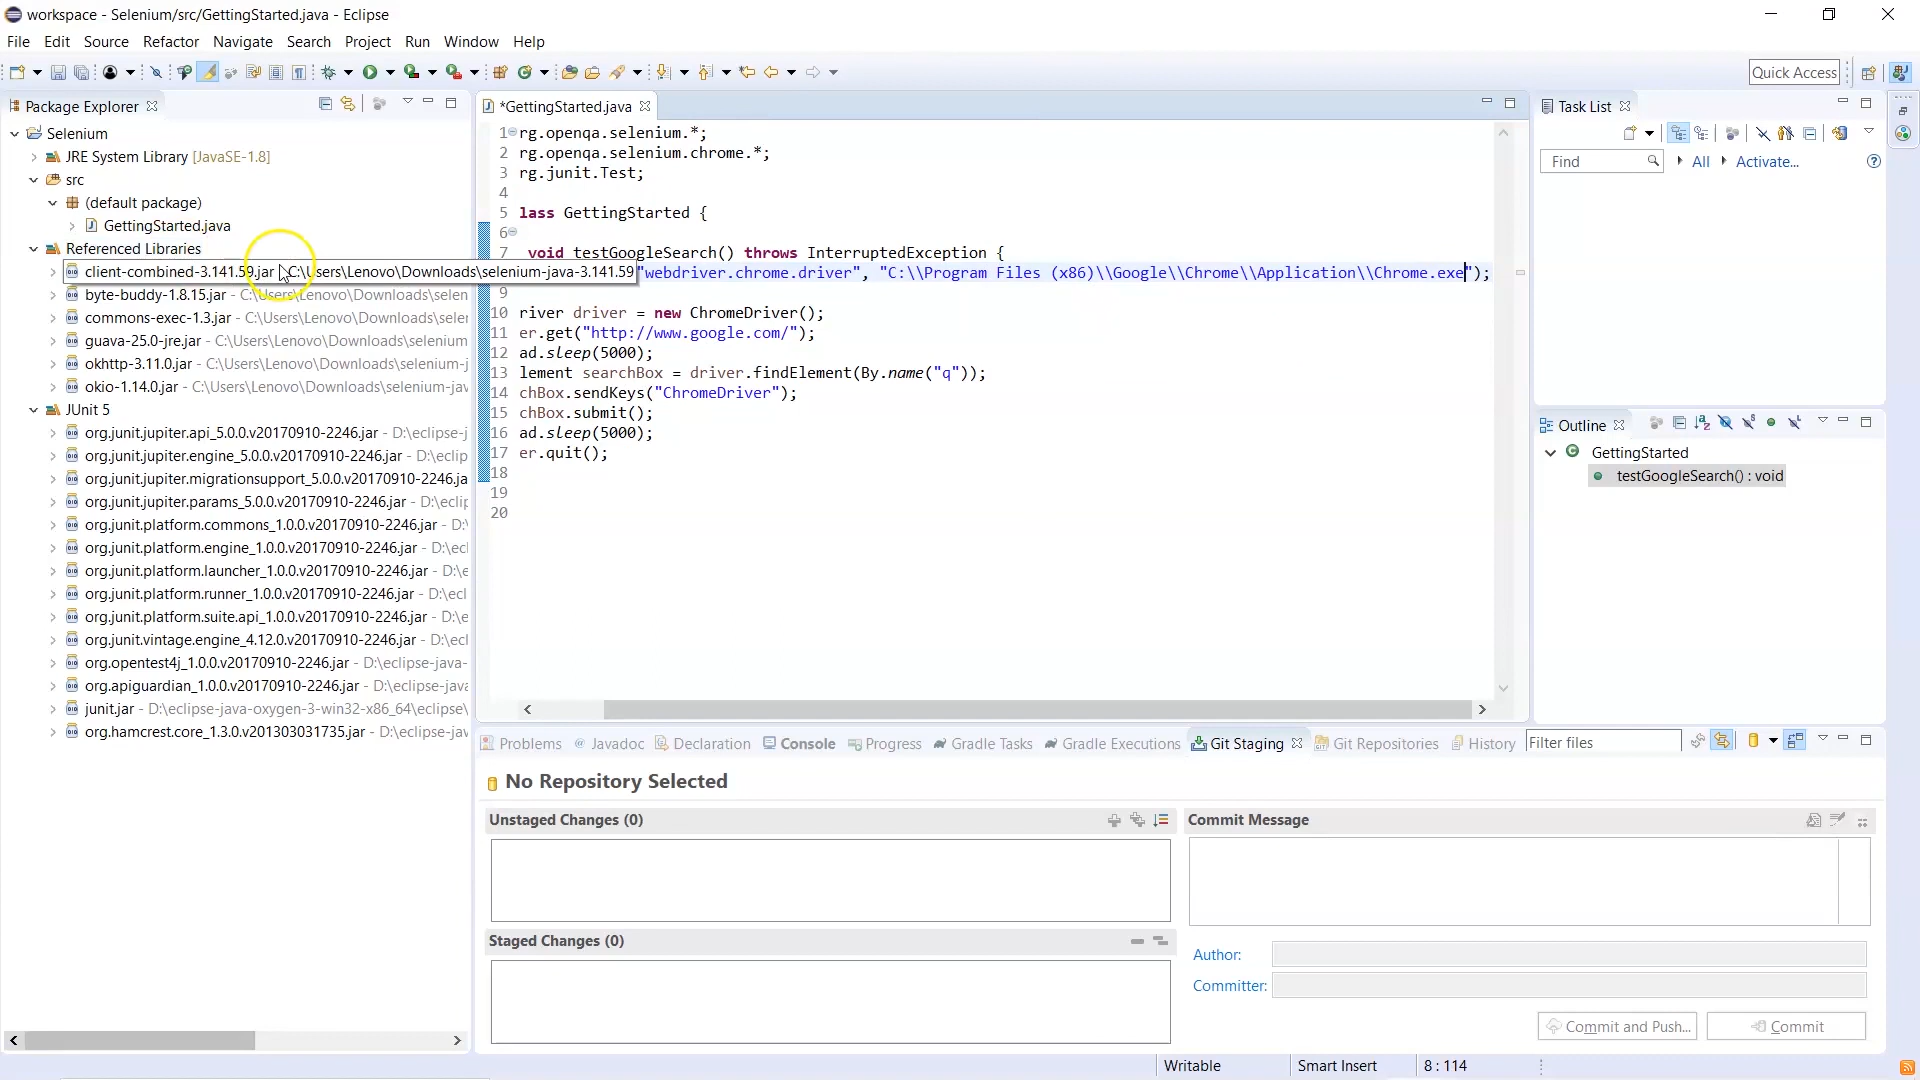 workspace - Selenium/src/GettingStarted.java - Eclipse
File Edit Source Refactor Navigate Search Project Run Window Help
Quick Access
Package Explorer
Selenium
JRE System Library [JavaSE-1.8]
src
(default package)
GettingStarted.java
Referenced Libraries
client-combined-3.141.59.jar - C:\Users\Lenovo\Downloads\selenium-java-3.141.59
byte-buddy-1.8.15.jar - C:\Users\Lenovo\Downloads\selen
commons-exec-1.3.jar - C:\Users\Lenovo\Downloads\seler
guava-25.0-jre.jar - C:\Users\Lenovo\Downloads\selenium
okhttp-3.11.0.jar - C:\Users\Lenovo\Downloads\selenium-j
okio-1.14.0.jar - C:\Users\Lenovo\Downloads\selenium-jav
JUnit 5
org.junit.jupiter.api_5.0.0.v20170910-2246.jar - D:\eclipse-j
org.junit.jupiter.engine_5.0.0.v20170910-2246.jar - D:\eclip
org.junit.jupiter.migrationsupport_5.0.0.v20170910-2246.ja
org.junit.jupiter.params_5.0.0.v20170910-2246.jar - D:\eclip
org.junit.platform.commons_1.0.0.v20170910-2246.jar - D:\
org.junit.platform.engine_1.0.0.v20170910-2246.jar - D:\ecl
org.junit.platform.launcher_1.0.0.v20170910-2246.jar - D:\e
org.junit.platform.runner_1.0.0.v20170910-2246.jar - D:\ecl
org.junit.platform.suite.api_1.0.0.v20170910-2246.jar - D:\e
org.junit.vintage.engine_4.12.0.v20170910-2246.jar - D:\ecl
org.opentest4j_1.0.0.v20170910-2246.jar - D:\eclipse-java-
org.apiguardian_1.0.0.v20170910-2246.jar - D:\eclipse-java
junit.jar - D:\eclipse-java-oxygen-3-win32-x86_64\eclipse\
org.hamcrest.core_1.3.0.v201303031735.jar - D:\eclipse-jav
*GettingStarted.java
1 rg.openqa.selenium.*;
2 rg.openqa.selenium.chrome.*;
3 rg.junit.Test;
4
5 lass GettingStarted {
6
7 void testGoogleSearch() throws InterruptedException {
"webdriver.chrome.driver", "C:\\Program Files (x86)\\Google\\Chrome\\Application\\Chrome.exe");
9
10 river driver = new ChromeDriver();
11 er.get("http://www.google.com/");
12 ad.sleep(5000);
13 lement searchBox = driver.findElement(By.name("q"));
14 chBox.sendKeys("ChromeDriver");
15 chBox.submit();
16 ad.sleep(5000);
17 er.quit();
18
19
20
Task List
Find All Activate...
Outline
GettingStarted
testGoogleSearch() : void
Problems Javadoc Declaration Console Progress Gradle Tasks Gradle Executions Git Staging Git Repositories History Filter files
No Repository Selected
Unstaged Changes (0)
Staged Changes (0)
Commit Message
Author:
Committer:
Commit and Push... Commit
Writable Smart Insert 8 : 114